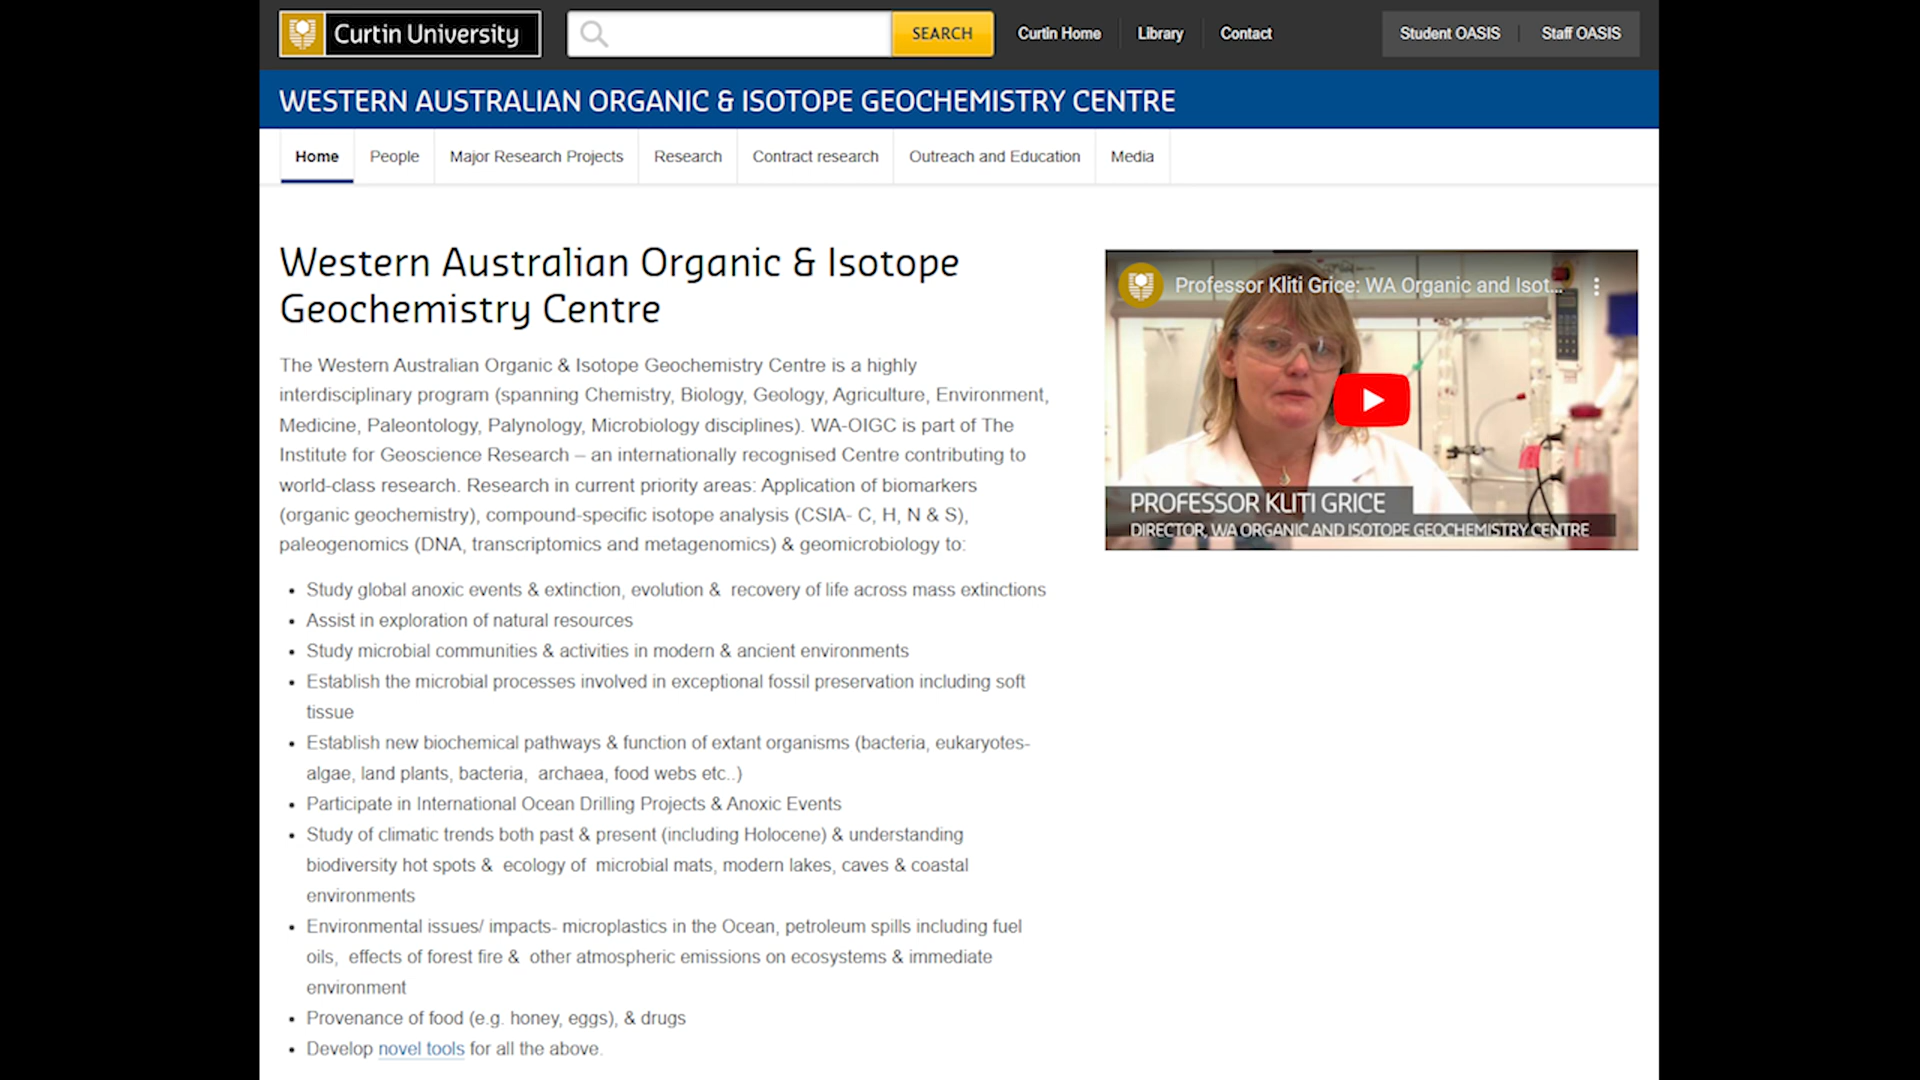 Curtin University
SEARCH
Curtin Home
Library
Contact
Student OASIS
Staff OASIS
WESTERN AUSTRALIAN ORGANIC & ISOTOPE GEOCHEMISTRY CENTRE
Home
People
Major Research Projects
Research
Contract research
Outreach and Education
Media
Western Australian Organic & Isotope
Geochemistry Centre
The Western Australian Organic & Isotope Geochemistry Centre is a highly
interdisciplinary program (spanning Chemistry, Biology, Geology, Agriculture, Environment,
Medicine, Paleontology, Palynology, Microbiology disciplines). WA-OIGC is part of The
Institute for Geoscience Research – an internationally recognised Centre contributing to
world-class research. Research in current priority areas: Application of biomarkers
(organic geochemistry), compound-specific isotope analysis (CSIA- C, H, N & S),
paleogenomics (DNA, transcriptomics and metagenomics) & geomicrobiology to:
• Study global anoxic events & extinction, evolution & recovery of life across mass extinctions
• Assist in exploration of natural resources
• Study microbial communities & activities in modern & ancient environments
• Establish the microbial processes involved in exceptional fossil preservation including soft
tissue
• Establish new biochemical pathways & function of extant organisms (bacteria, eukaryotes-
algae, land plants, bacteria, archaea, food webs etc..)
• Participate in International Ocean Drilling Projects & Anoxic Events
• Study of climatic trends both past & present (including Holocene) & understanding
biodiversity hot spots & ecology of microbial mats, modern lakes, caves & coastal
environments
• Environmental issues/ impacts- microplastics in the Ocean, petroleum spills including fuel
oils, effects of forest fire & other atmospheric emissions on ecosystems & immediate
environment
• Provenance of food (e.g. honey, eggs), & drugs
• Develop novel tools for all the above.
Professor Kliti Grice: WA Organic and Isot...
PROFESSOR KLITI GRICE
DIRECTOR, WA ORGANIC AND ISOTOPE GEOCHEMISTRY CENTRE